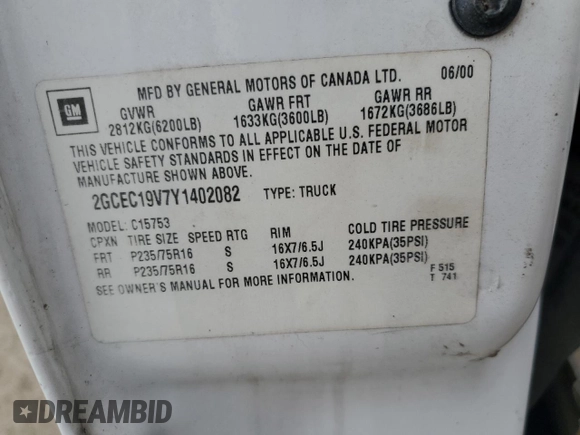 MFD BY GENERAL MOTORS OF CANADA LTD. 06/00
GM
GVWR GAWR FRT GAWR RR
2812KG(6200LB) 1633KG(3600LB) 1672KG(3686LB)
THIS VEHICLE CONFORMS TO ALL APPLICABLE U.S. FEDERAL MOTOR
VEHICLE SAFETY STANDARDS IN EFFECT ON THE DATE OF
MANUFACTURE SHOWN ABOVE.
2GCEC19V7Y1402082 TYPE: TRUCK
MODEL: C15753
CPXN TIRE SIZE SPEED RTG RIM COLD TIRE PRESSURE
FRT P235/75R16 S 16X7/6.5J 240KPA(35PSI)
RR P235/75R16 S 16X7/6.5J 240KPA(35PSI)
SEE OWNER'S MANUAL FOR MORE INFORMATION.
F 515
T 741
DREAMBID